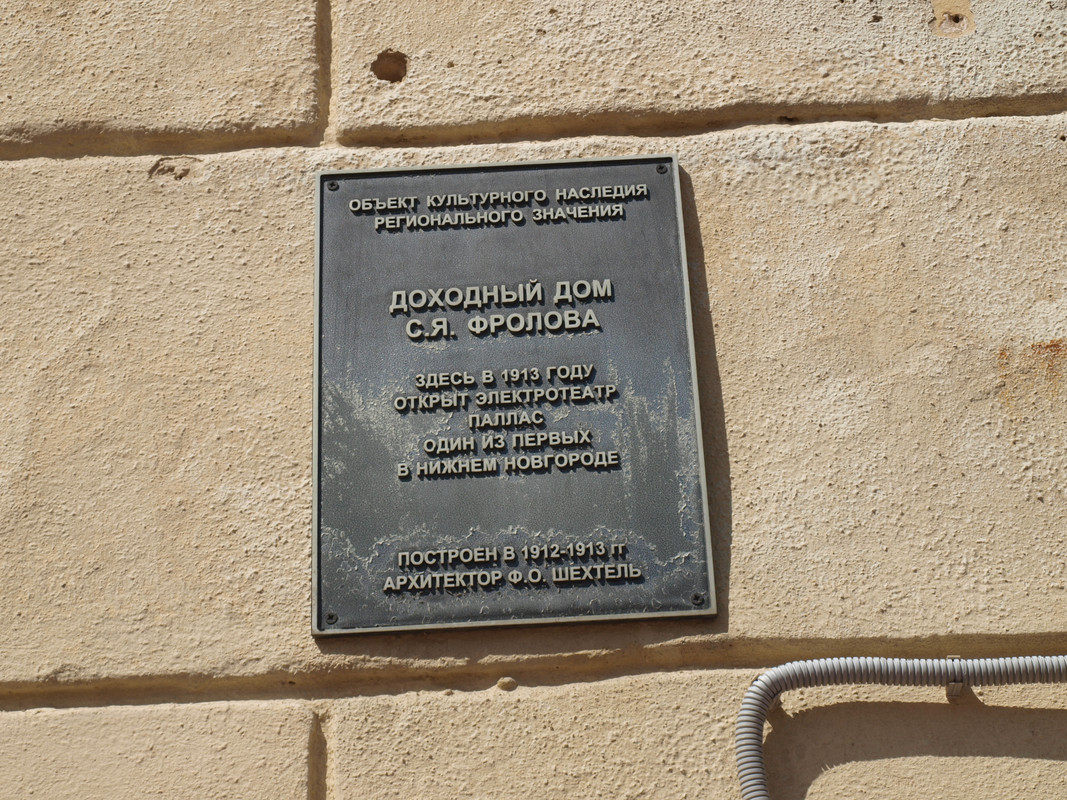 ОБЪЕКТ КУЛЬТУРНОГО НАСЛЕДИЯ
РЕГИОНАЛЬНОГО ЗНАЧЕНИЯ
ДОХОДНЫЙ ДОМ
С.Я. ФРОЛОВА
ЗДЕСЬ В 1913 ГОДУ
ОТКРЫТ ЭЛЕКТРОТЕАТР
ПАЛЛАС
ОДИН ИЗ ПЕРВЫХ
В НИЖНЕМ НОВГОРОДЕ
ПОСТРОЕН В 1912-1913 гг
АРХИТЕКТОР Ф.О. ШЕХТЕЛЬ